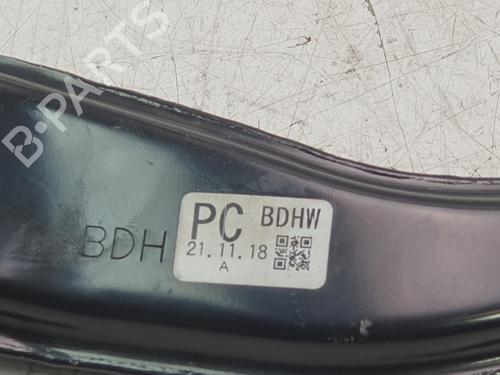 B-PARTS
BDH
PC BDHW
21.11.18
A